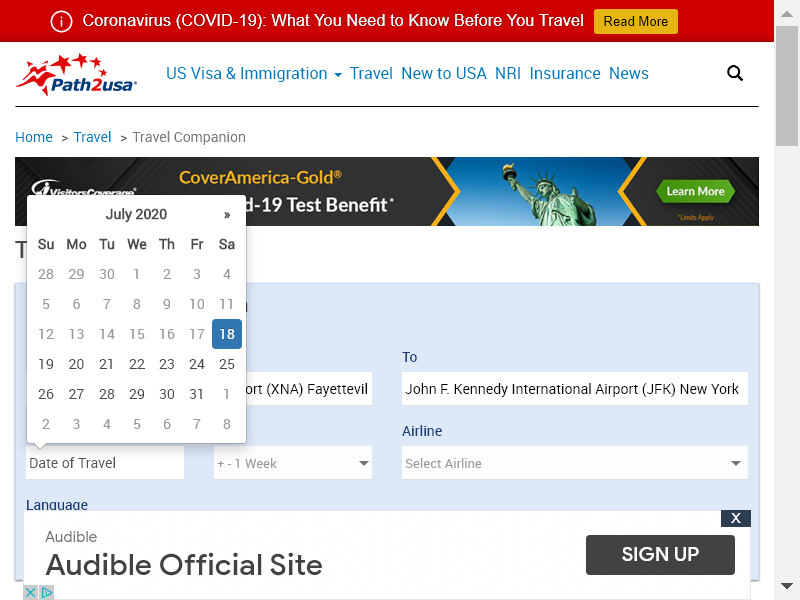 Coronavirus (COVID-19): What You Need to Know Before You Travel Read More
Path2usa
US Visa & Immigration Travel New to USA NRI Insurance News
Home > Travel > Travel Companion
VisitorsCoverage
CoverAmerica-Gold®
d-19 Test Benefit*
Learn More
*Limits Apply
July 2020 »
Su Mo Tu We Th Fr Sa
28 29 30 1 2 3 4
5 6 7 8 9 10 11
12 13 14 15 16 17 18
19 20 21 22 23 24 25
26 27 28 29 30 31 1
2 3 4 5 6 7 8
To
ort (XNA) Fayettevil
John F. Kennedy International Airport (JFK) New York
Airline
Date of Travel
+ - 1 Week
Select Airline
Language
X
Audible
Audible Official Site
SIGN UP